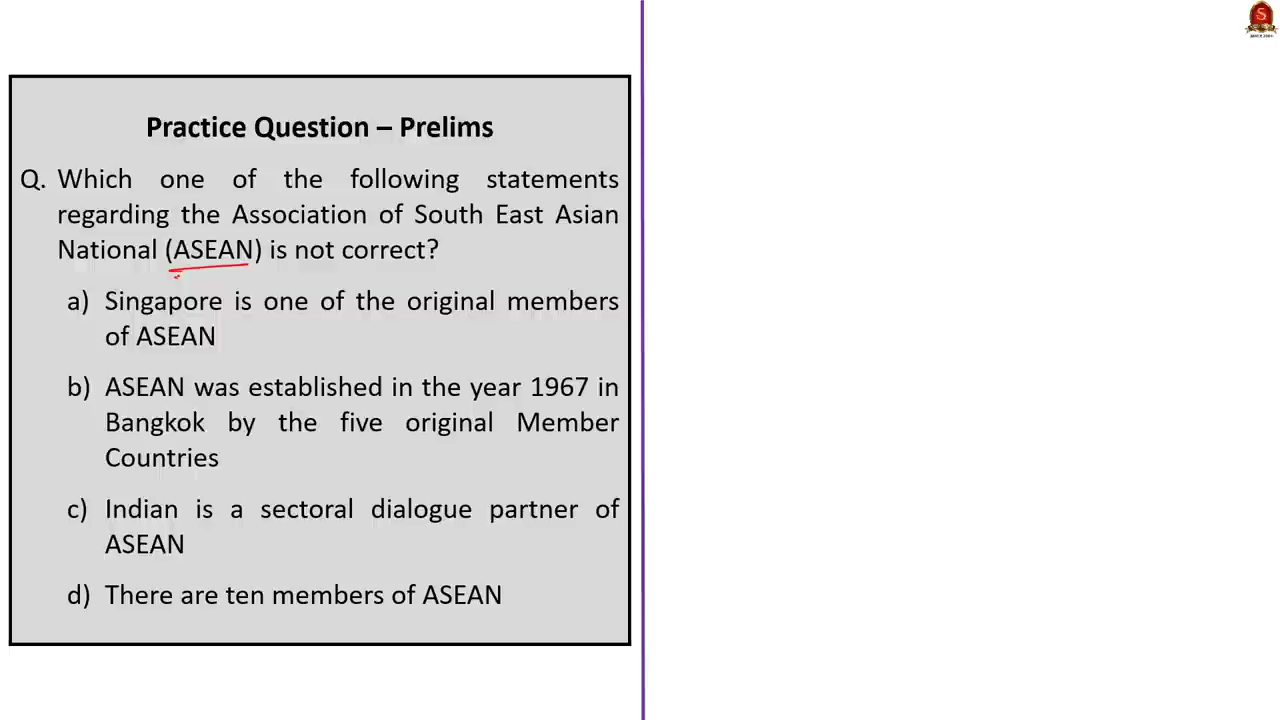 Practice Question – Prelims
Q. Which one of the following statements
regarding the Association of South East Asian
National (ASEAN) is not correct?
a) Singapore is one of the original members
of ASEAN
b) ASEAN was established in the year 1967 in
Bangkok by the five original Member
Countries
c) Indian is a sectoral dialogue partner of
ASEAN
d) There are ten members of ASEAN
S